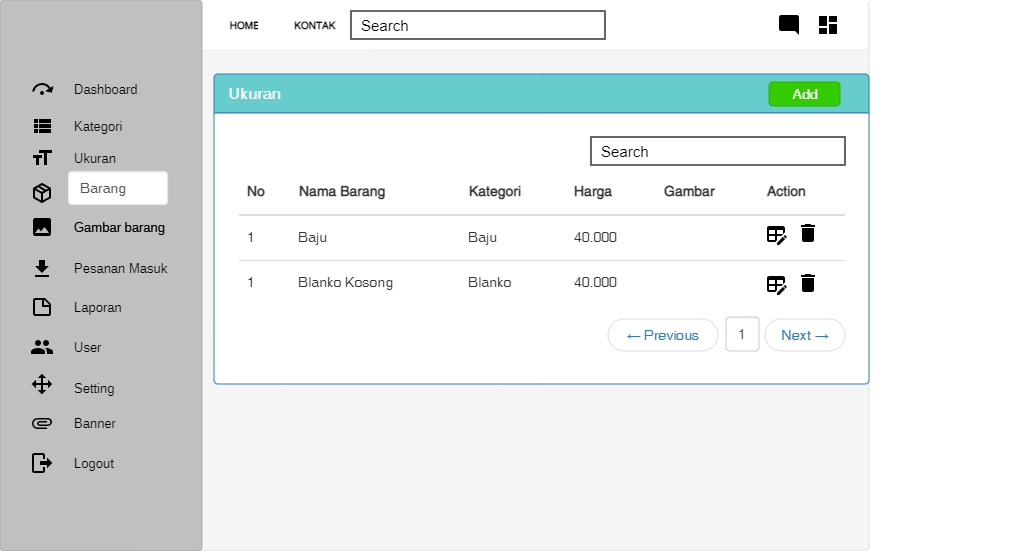 HOME KONTAK Search
Dashboard
Kategori
Ukuran
Barang
Gambar barang
Pesanan Masuk
Laporan
User
Setting
Banner
Logout
Ukuran Add
Search
No Nama Barang Kategori Harga Gambar Action
1 Baju Baju 40.000
1 Blanko Kosong Blanko 40.000
← Previous 1 Next →